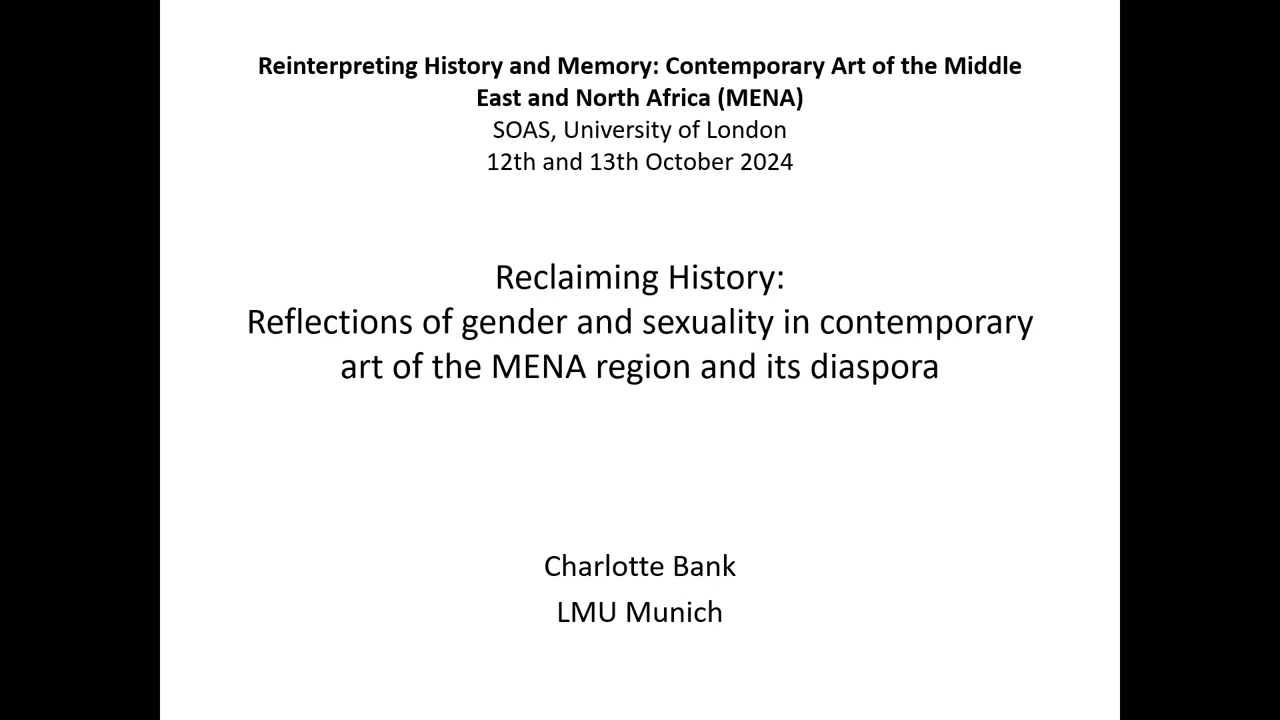 Reinterpreting History and Memory: Contemporary Art of the Middle
East and North Africa (MENA)
SOAS, University of London
12th and 13th October 2024
Reclaiming History:
Reflections of gender and sexuality in contemporary
art of the MENA region and its diaspora
Charlotte Bank
LMU Munich